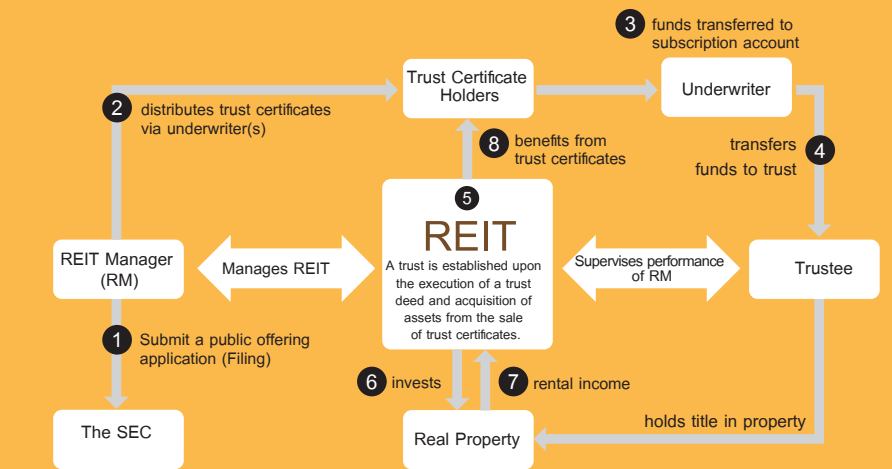 3 funds transferred to
subscription account
Trust Certificate
Holders
Underwriter
2 distributes trust certificates
via underwriter(s)
8 benefits from
trust certificates
transfers
funds to trust
4
5
REIT
A trust is established upon
the execution of a trust
deed and acquisition of
assets from the sale
of trust certificates.
REIT Manager
(RM)
Manages REIT
Supervises performance
of RM
Trustee
1 Submit a public offering
application (Filing)
6 invests
7 rental income
The SEC
Real Property
holds title in property